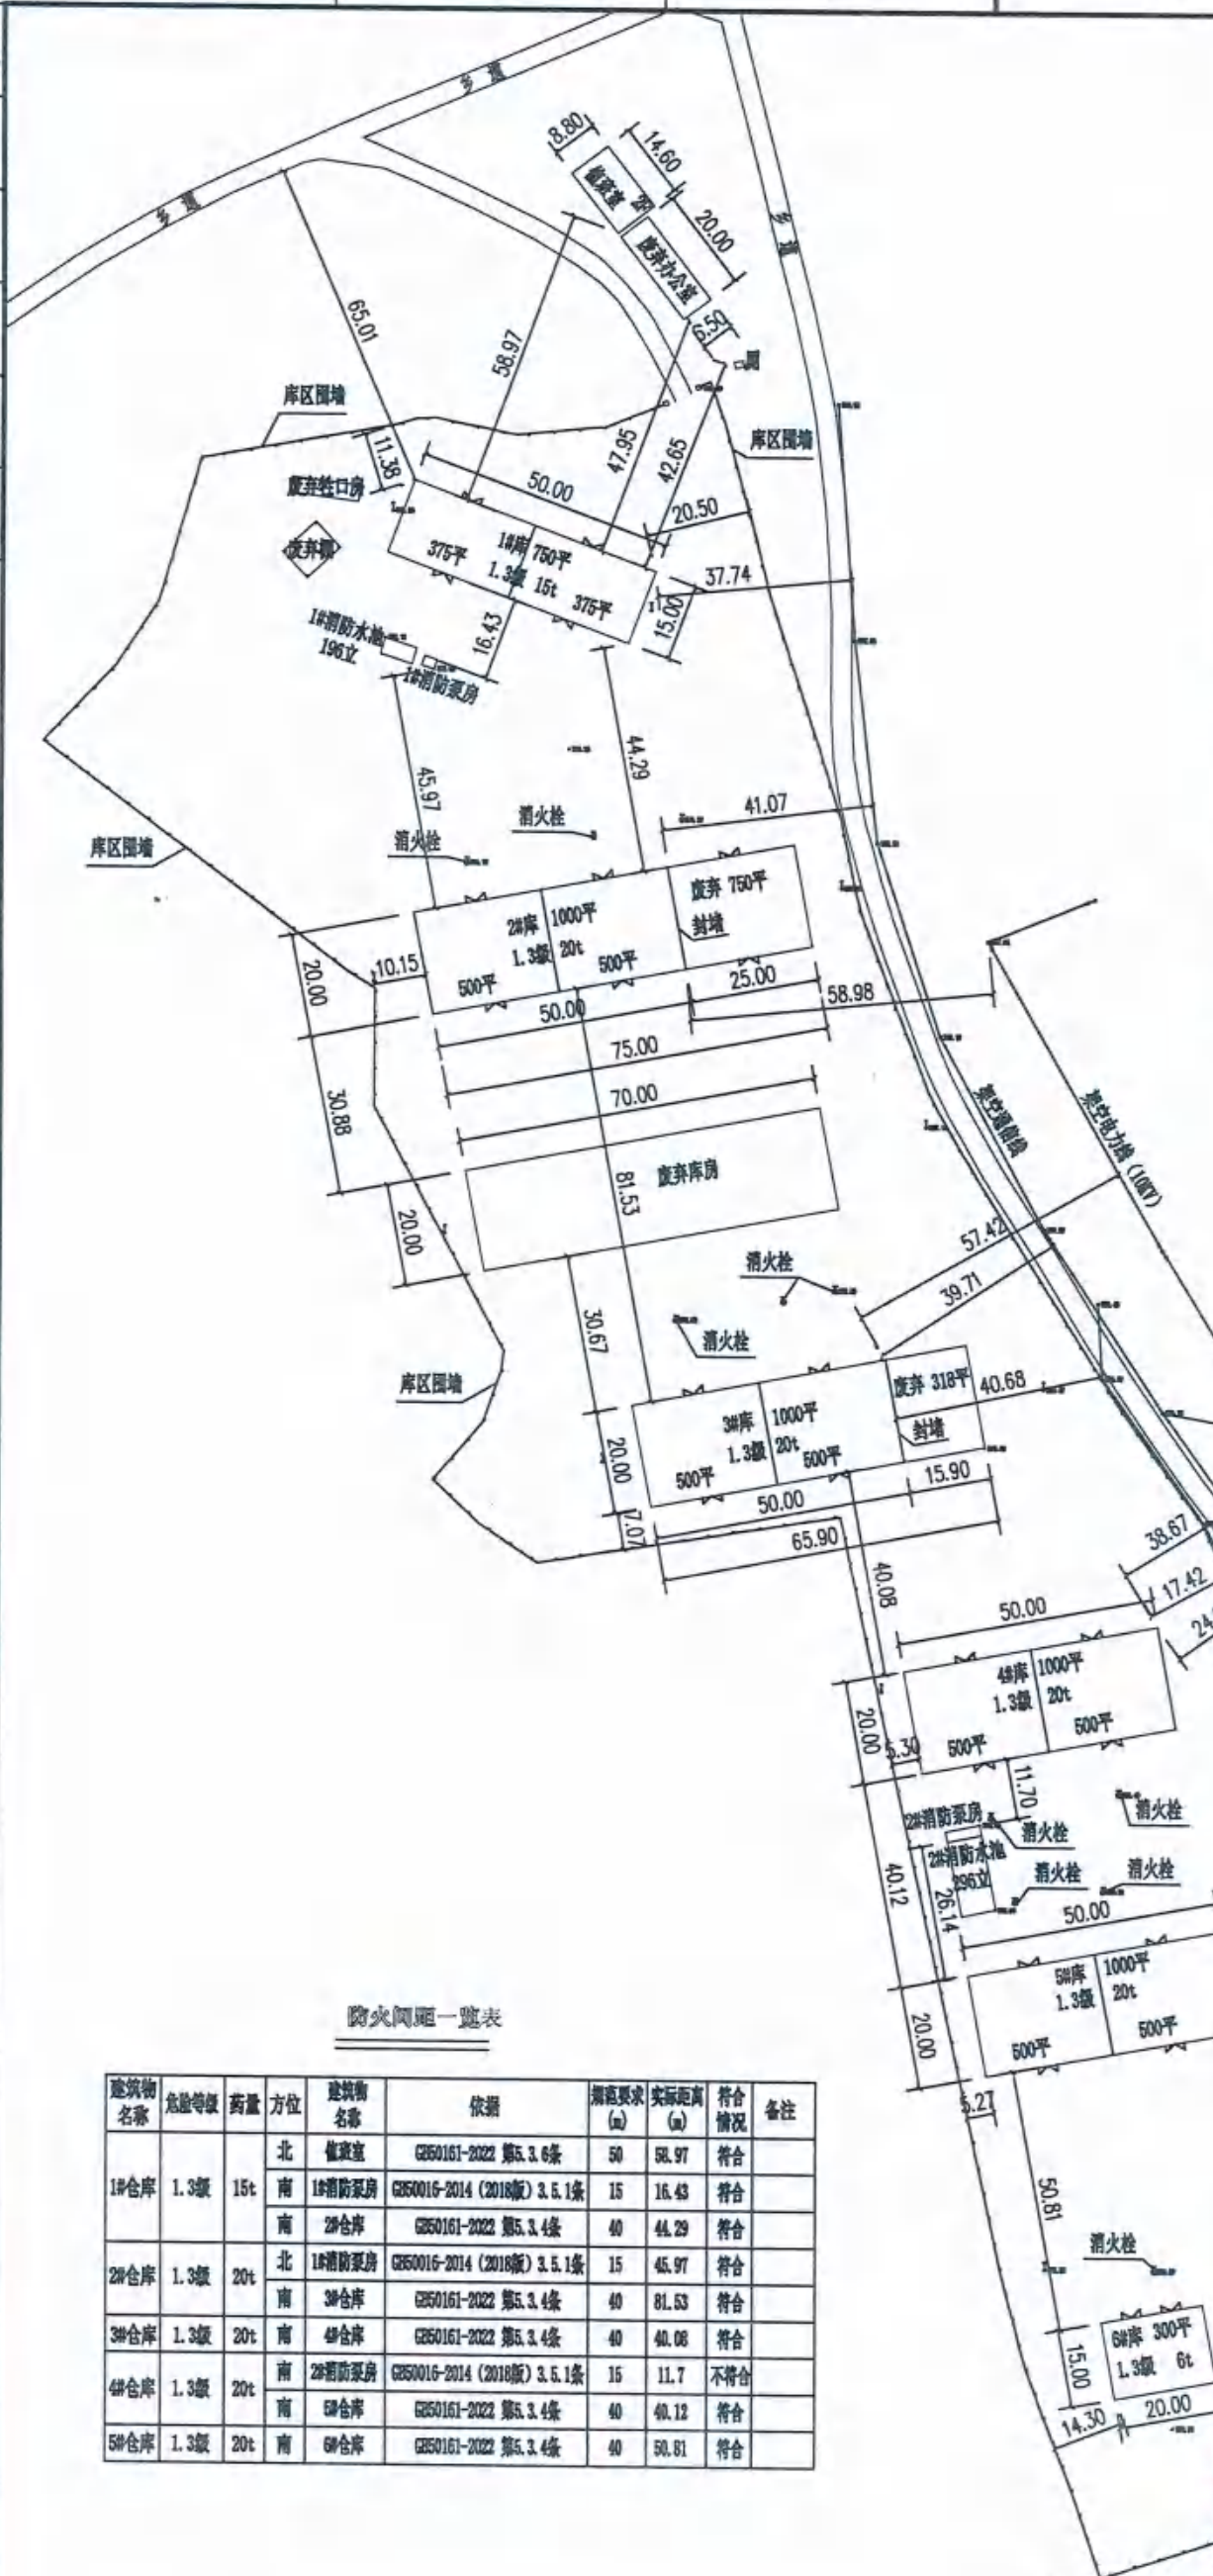 乡 道
8.80
14.60
值班室 2F
乡 道
20.00
乡 道
废弃办公室
65.01
58.97
6.50
库区围墙
库区围墙
11.38
47.95
42.65
废弃牲口房
50.00
20.50
废弃棚
375平
1#库 750平
1.3级 15t
375平
37.74
15.00
1#消防水池
196立
16.43
1#消防泵房
44.29
45.97
41.07
消火栓
消火栓
库区围墙
废弃 750平
封墙
2#库 1000平
1.3级 20t
500平
500平
20.00
10.15
25.00
58.98
50.00
75.00
70.00
30.88
架空通信线
架空电力线 (10KV)
废弃库房
81.53
20.00
57.42
消火栓
39.71
30.67
消火栓
库区围墙
废弃 318平
40.68
封墙
3#库 1000平
1.3级 20t
500平
500平
20.00
15.90
50.00
7.07
65.90
38.67
40.08
17.42
50.00
24.
4#库 1000平
1.3级 20t
500平
500平
20.00
5.30
11.70
消火栓
2#消防泵房
消火栓
2#消防水池
296立
消火栓
消火栓
40.12
26.14
50.00
5#库 1000平
1.3级 20t
500平
500平
20.00
5.27
50.81
消火栓
6#库 300平
1.3级 6t
15.00
14.30
20.00
防火间距一览表
建筑物名称 危险等级 药量 方位 建筑物名称 依据 规范要求(m) 实际距离(m) 符合情况 备注
1#仓库 1.3级 15t 北 值班室 GB50161-2022 第5.3.6条 50 58.97 符合
南 1#消防泵房 GB50016-2014 (2018版) 3.5.1条 15 16.43 符合
南 2#仓库 GB50161-2022 第5.3.4条 40 44.29 符合
2#仓库 1.3级 20t 北 1#消防泵房 GB50016-2014 (2018版) 3.5.1条 15 45.97 符合
南 3#仓库 GB50161-2022 第5.3.4条 40 81.53 符合
3#仓库 1.3级 20t 南 4#仓库 GB50161-2022 第5.3.4条 40 40.08 符合
4#仓库 1.3级 20t 南 2#消防泵房 GB50016-2014 (2018版) 3.5.1条 15 11.7 不符合
南 5#仓库 GB50161-2022 第5.3.4条 40 40.12 符合
5#仓库 1.3级 20t 南 6#仓库 GB50161-2022 第5.3.4条 40 50.81 符合